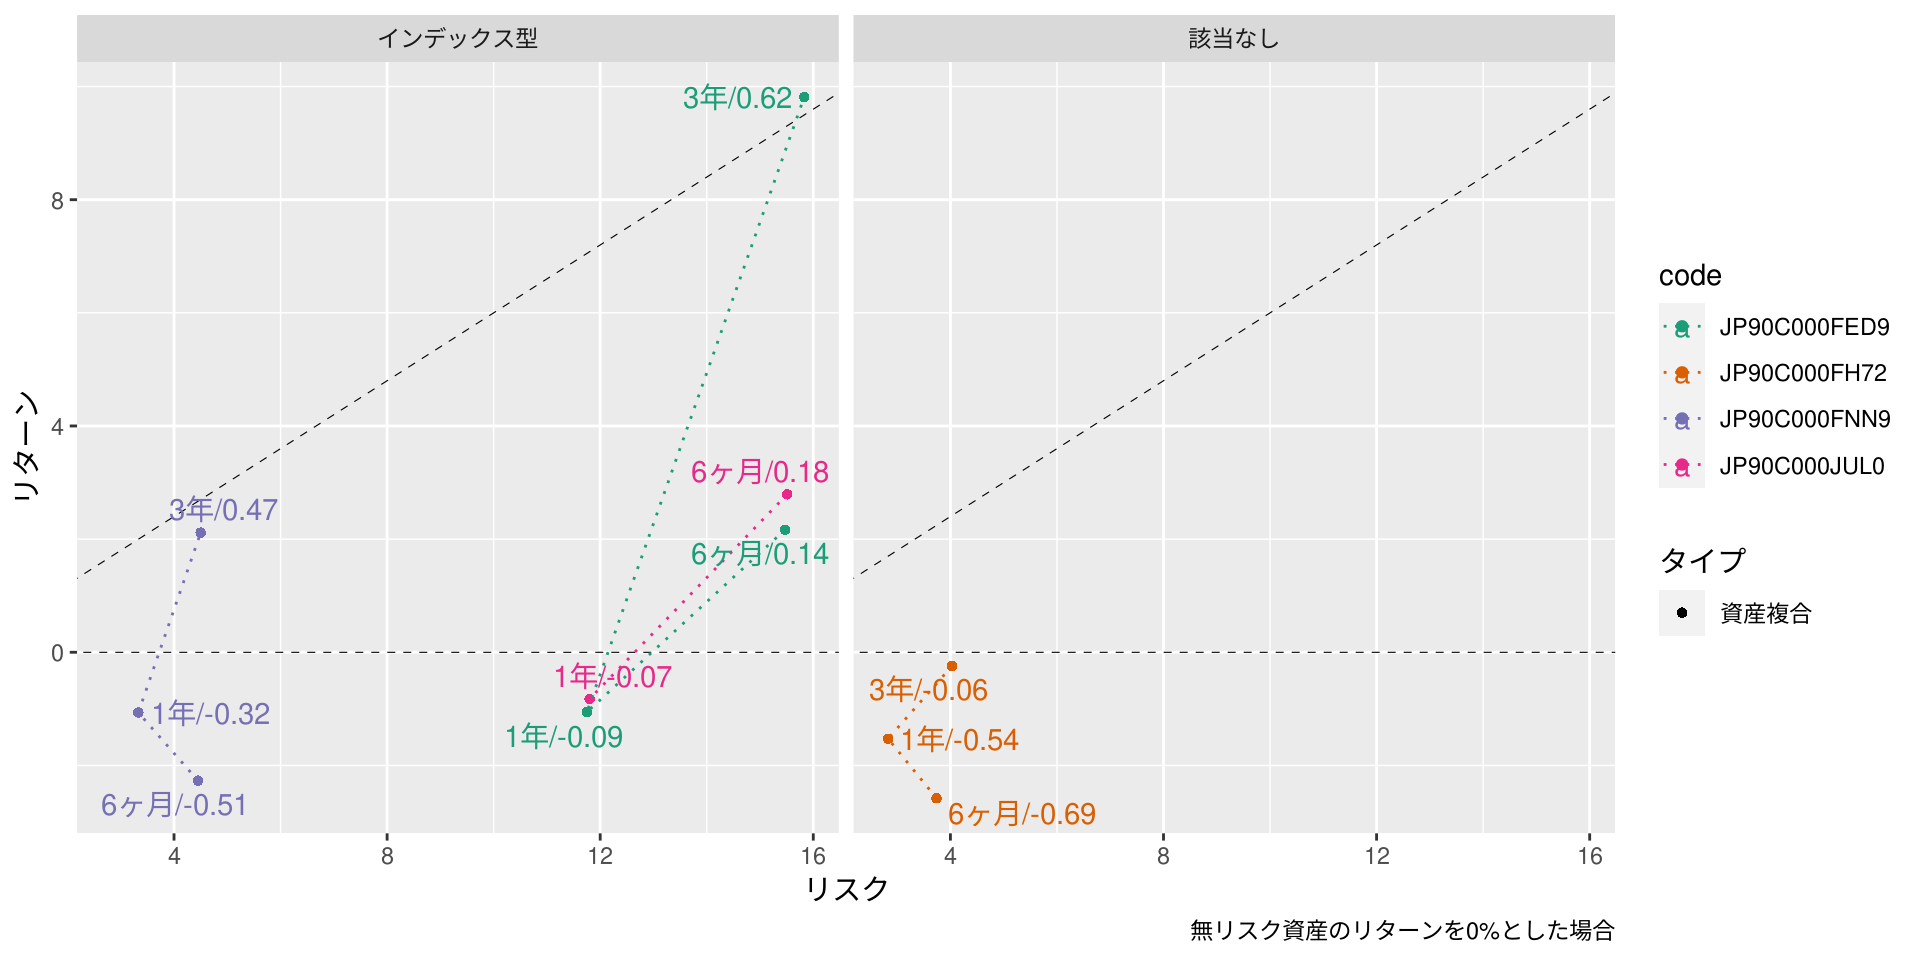 インデックス型
該当なし
リターン
8
4
0
3年/0.62
6ヶ月/0.18
6ヶ月/0.14
3年/0.47
1年/-0.07
1年/-0.09
1年/-0.32
6ヶ月/-0.51
3年/-0.06
1年/-0.54
6ヶ月/-0.69
4 8 12 16
4 8 12 16
リスク
無リスク資産のリターンを0%とした場合
code
a JP90C000FED9
a JP90C000FH72
a JP90C000FNN9
a JP90C000JUL0
タイプ
資産複合